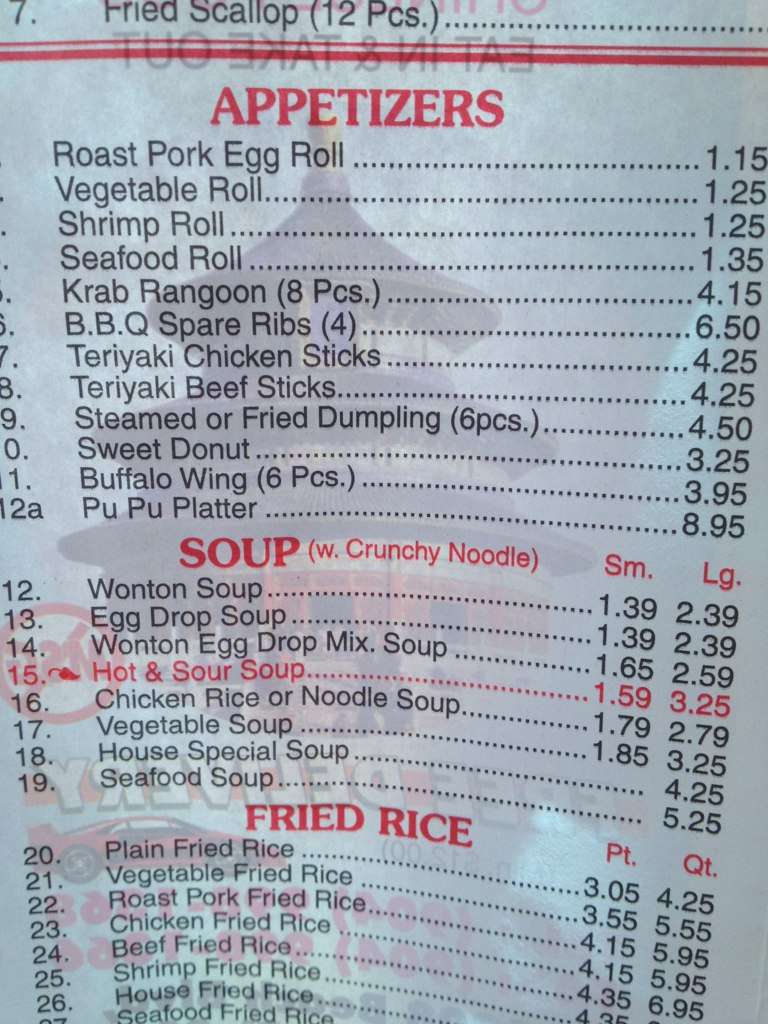 7. Fried Scallop (12 Pcs.)
APPETIZERS
Roast Pork Egg Roll 1.15
Vegetable Roll 1.25
Shrimp Roll 1.25
Seafood Roll 1.35
Krab Rangoon (8 Pcs.) 4.15
6. B.B.Q Spare Ribs (4) 6.50
7. Teriyaki Chicken Sticks 4.25
8. Teriyaki Beef Sticks 4.25
9. Steamed or Fried Dumpling (6pcs.) 4.50
0. Sweet Donut 3.25
11. Buffalo Wing (6 Pcs.) 3.95
12a Pu Pu Platter 8.95
SOUP (w. Crunchy Noodle) Sm. Lg.
12. Wonton Soup 1.39 2.39
13. Egg Drop Soup 1.39 2.39
14. Wonton Egg Drop Mix. Soup 1.65 2.59
15. Hot & Sour Soup 1.59 3.25
16. Chicken Rice or Noodle Soup 1.79 2.79
17. Vegetable Soup 1.85 3.25
18. House Special Soup 4.25
19. Seafood Soup 5.25
FRIED RICE Pt. Qt.
20. Plain Fried Rice 3.05 4.25
21. Vegetable Fried Rice 3.55 5.55
22. Roast Pork Fried Rice 4.15 5.95
23. Chicken Fried Rice 4.15 5.95
24. Beef Fried Rice 4.35 6.95
25. Shrimp Fried Rice 4.35
26. House Fried Rice
27. Seafood Fried Rice